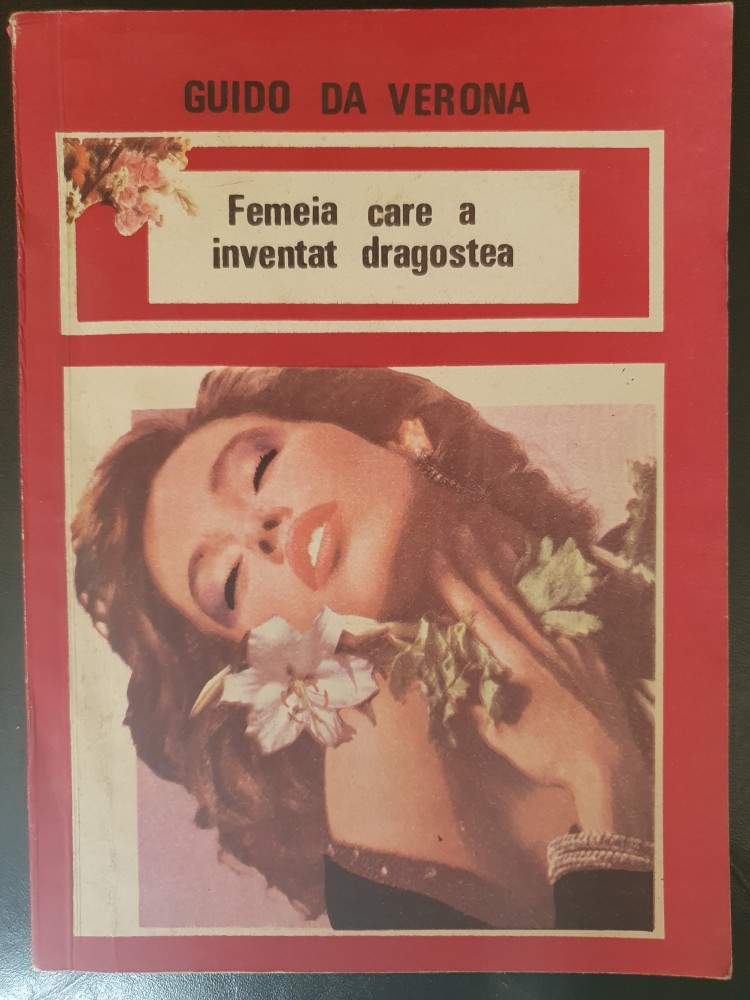 GUIDO DA VERONA
Femeia care a
inventat dragostea